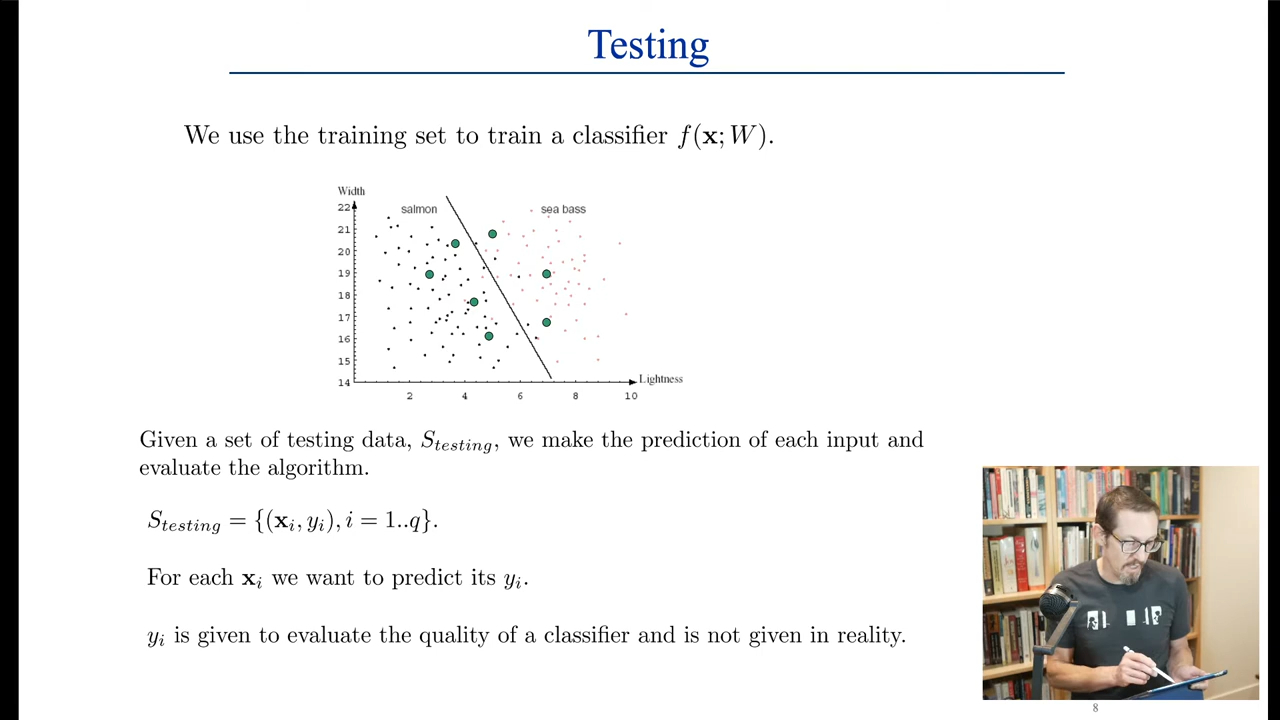 Testing
We use the training set to train a classifier f(x; W).
Width
22
21
20
19
18
17
16
15
14
salmon
sea bass
Lightness
2 4 6 8 10
Given a set of testing data, S_testing, we make the prediction of each input and
evaluate the algorithm.
S_testing = {(x_i, y_i), i = 1..q}.
For each x_i we want to predict its y_i.
y_i is given to evaluate the quality of a classifier and is not given in reality.
8